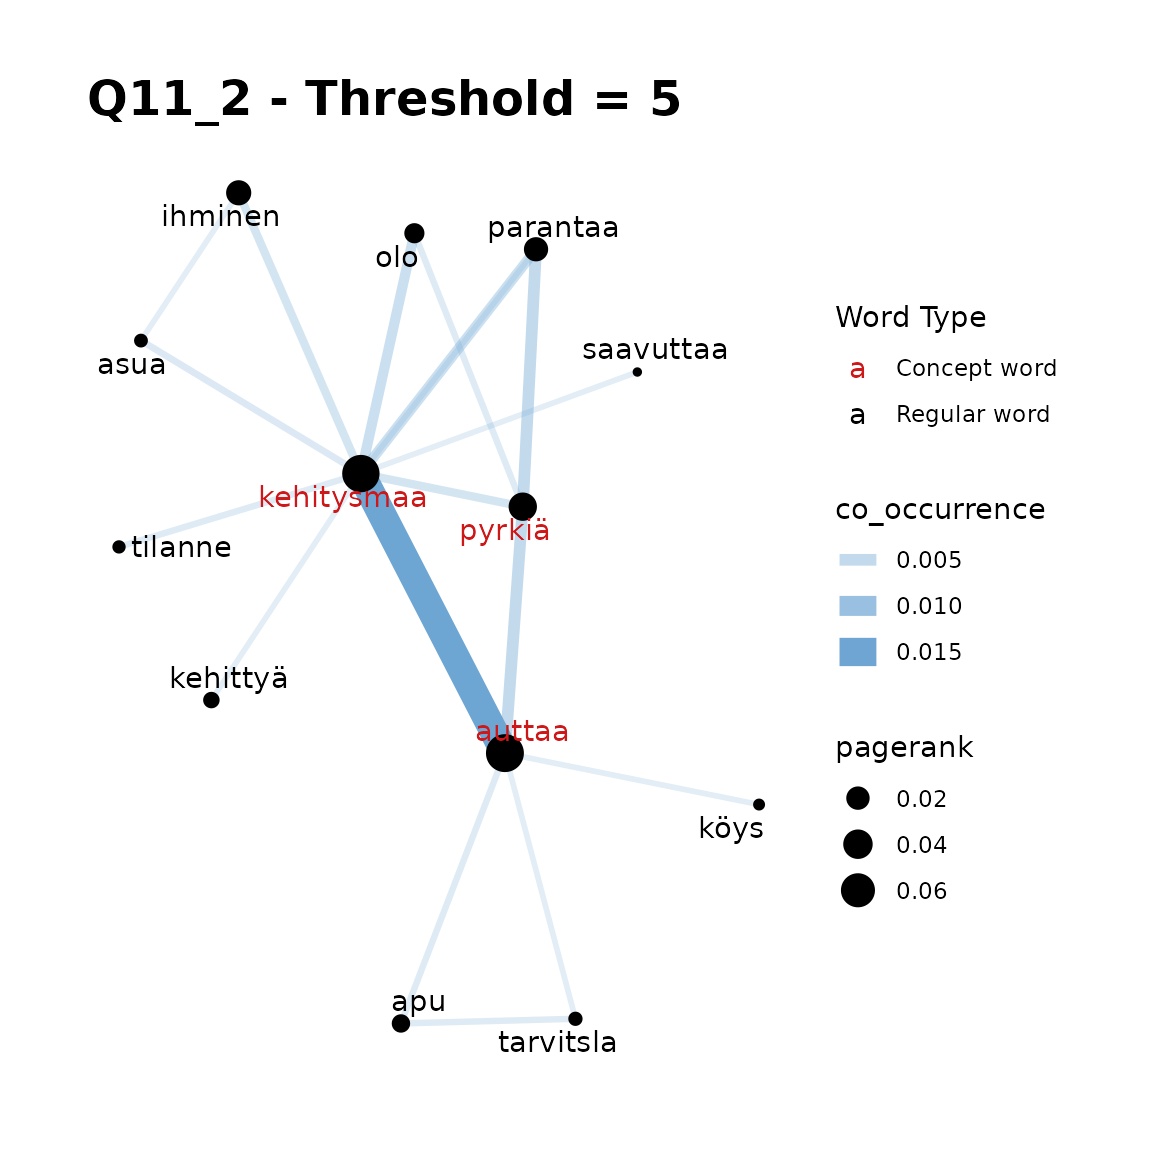 Q11_2 - Threshold = 5
ihminen
parantaa
olo
saavuttaa
asua
kehitysmaa
pyrkiä
tilanne
kehittyä
auttaa
köys
apu
tarvitsla
Word Type
a Concept word
a Regular word
co_occurrence
0.005
0.010
0.015
pagerank
0.02
0.04
0.06